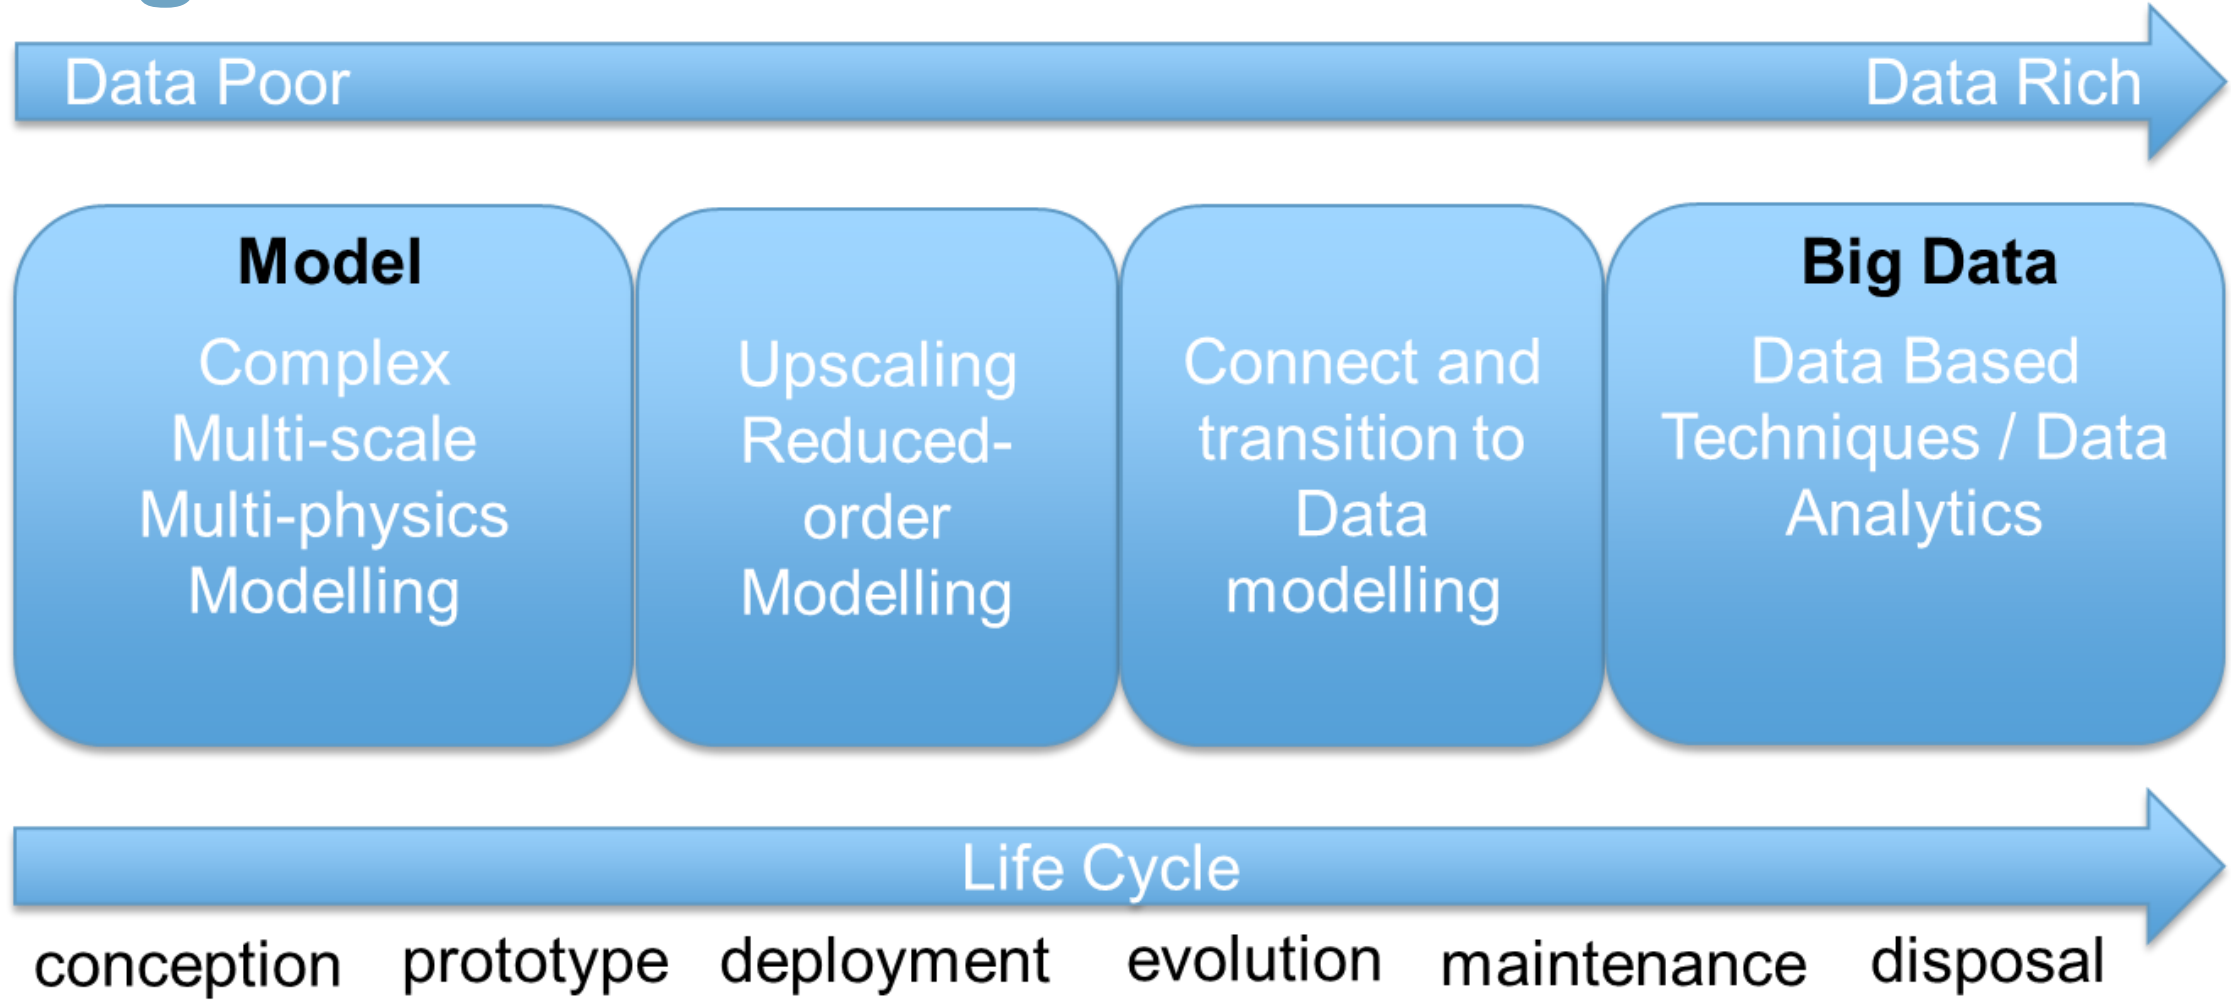 Data Poor
Data Rich
Model
Complex
Multi-scale
Multi-physics
Modelling
Upscaling
Reduced-
order
Modelling
Connect and
transition to
Data
modelling
Big Data
Data Based
Techniques / Data
Analytics
Life Cycle
conception prototype deployment evolution maintenance disposal